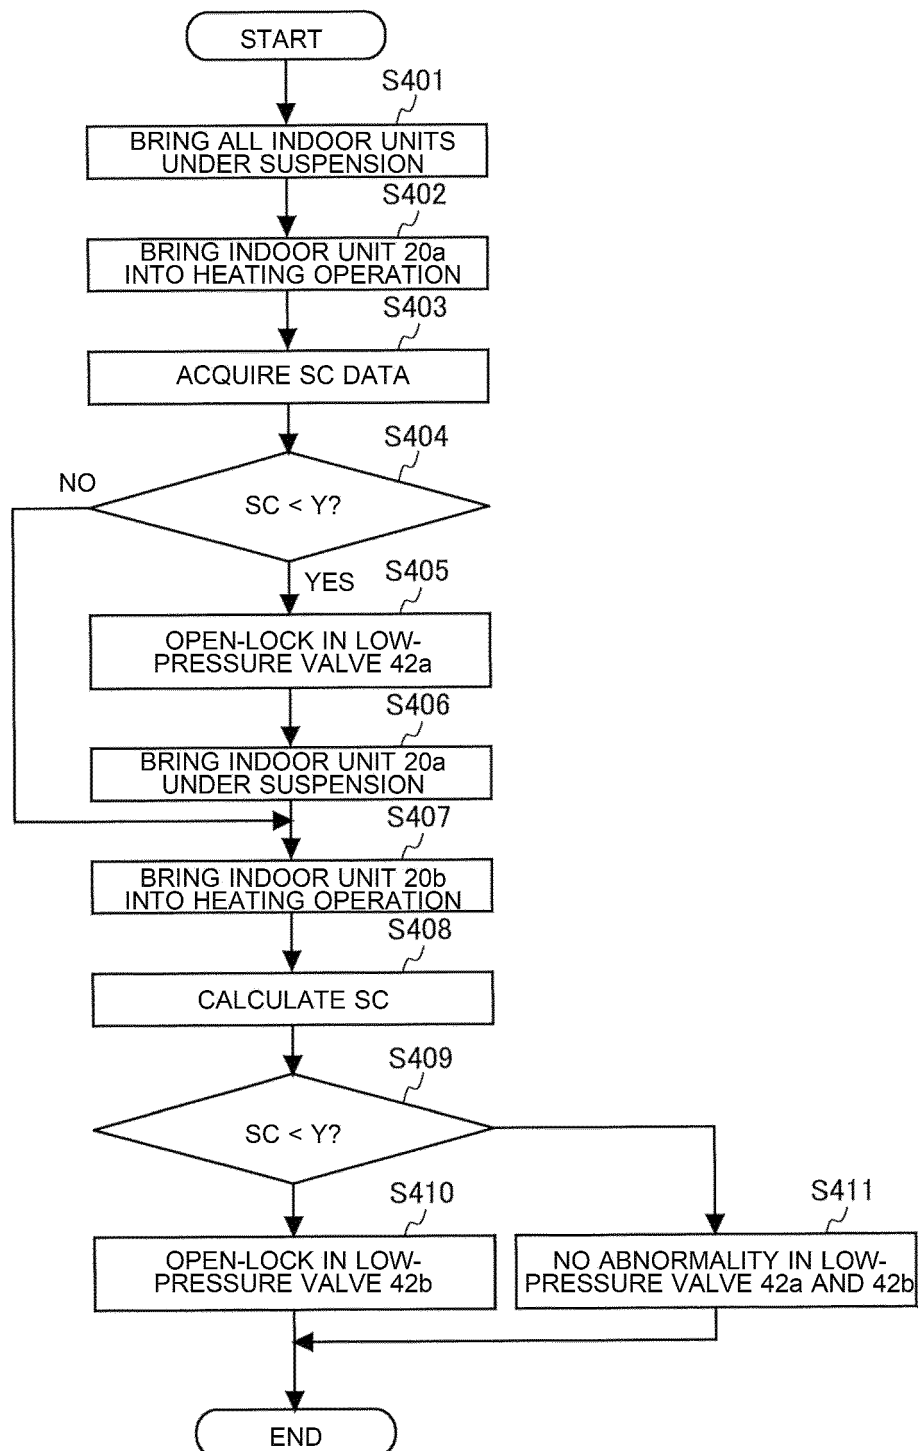 START
S401
BRING ALL INDOOR UNITS
UNDER SUSPENSION
S402
BRING INDOOR UNIT 20a
INTO HEATING OPERATION
S403
ACQUIRE SC DATA
S404
NO
SC < Y?
YES
S405
OPEN-LOCK IN LOW-
PRESSURE VALVE 42a
S406
BRING INDOOR UNIT 20a
UNDER SUSPENSION
S407
BRING INDOOR UNIT 20b
INTO HEATING OPERATION
S408
CALCULATE SC
S409
SC < Y?
S410
OPEN-LOCK IN LOW-
PRESSURE VALVE 42b
S411
NO ABNORMALITY IN LOW-
PRESSURE VALVE 42a AND 42b
END